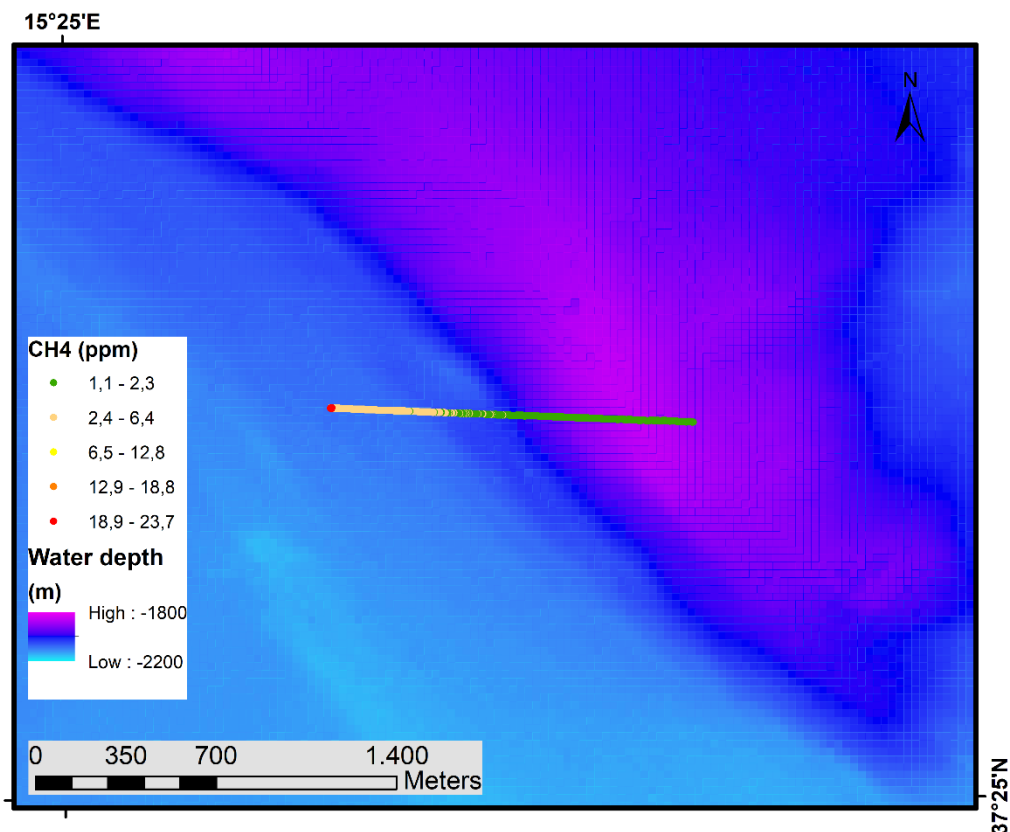 15°25'E
N
CH4 (ppm)
1,1 - 2,3
2,4 - 6,4
6,5 - 12,8
12,9 - 18,8
18,9 - 23,7
Water depth
(m)
High : -1800
Low : -2200
0 350 700 1.400
Meters
37°25'N